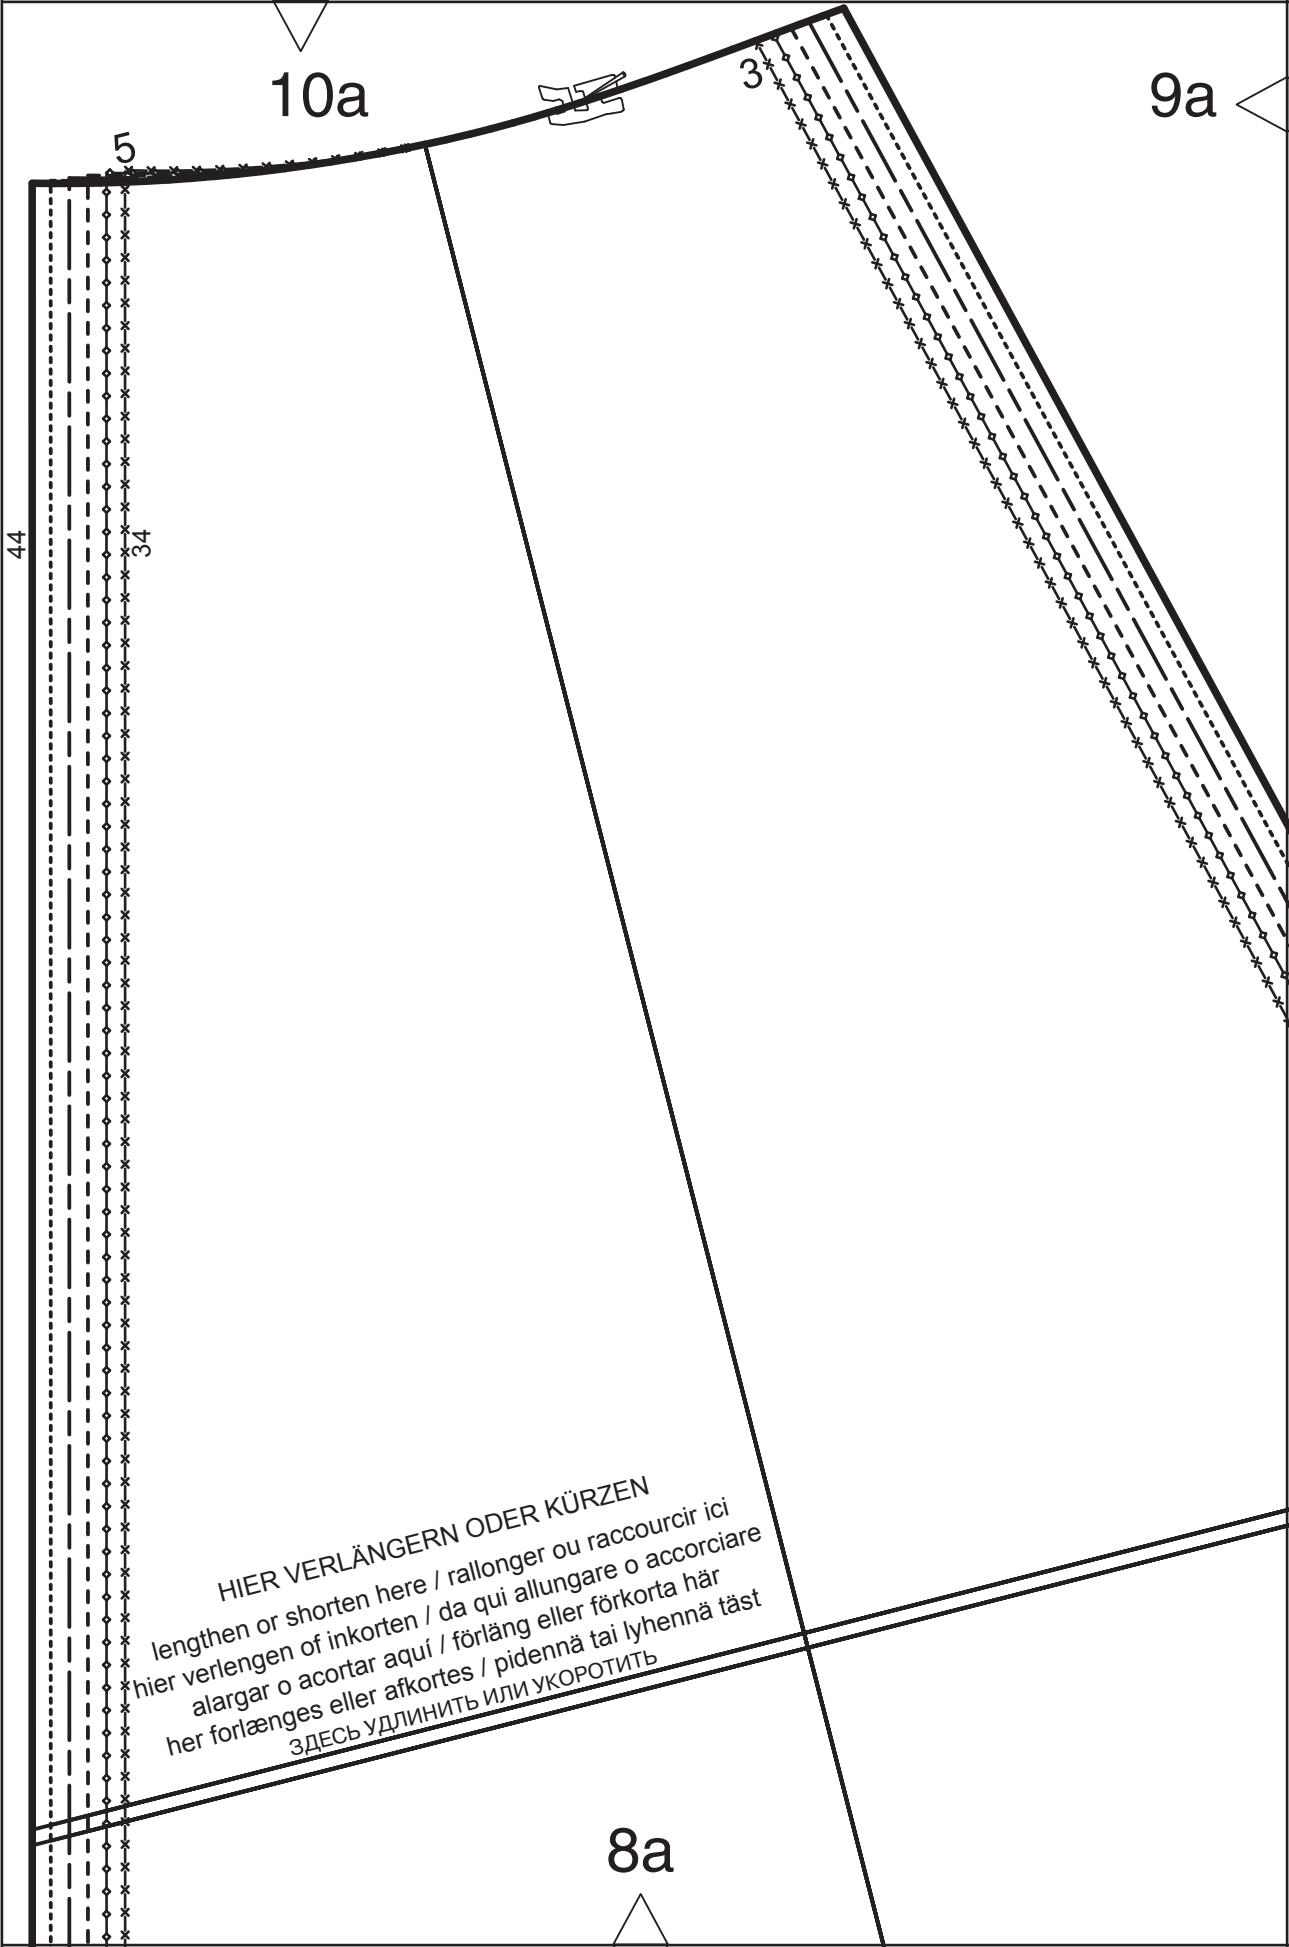 10a
3
9a
5
44
34
HIER VERLÄNGERN ODER KÜRZEN
lengthen or shorten here / rallonger ou raccourcir ici
hier verlengen of inkorten / da qui allungare o accorciare
alargar o acortar aquí / förläng eller förkorta här
her forlænges eller afkortes / pidennä tai lyhennä täst
ЗДЕСЬ УДЛИНИТЬ ИЛИ УКОРОТИТЬ
8a